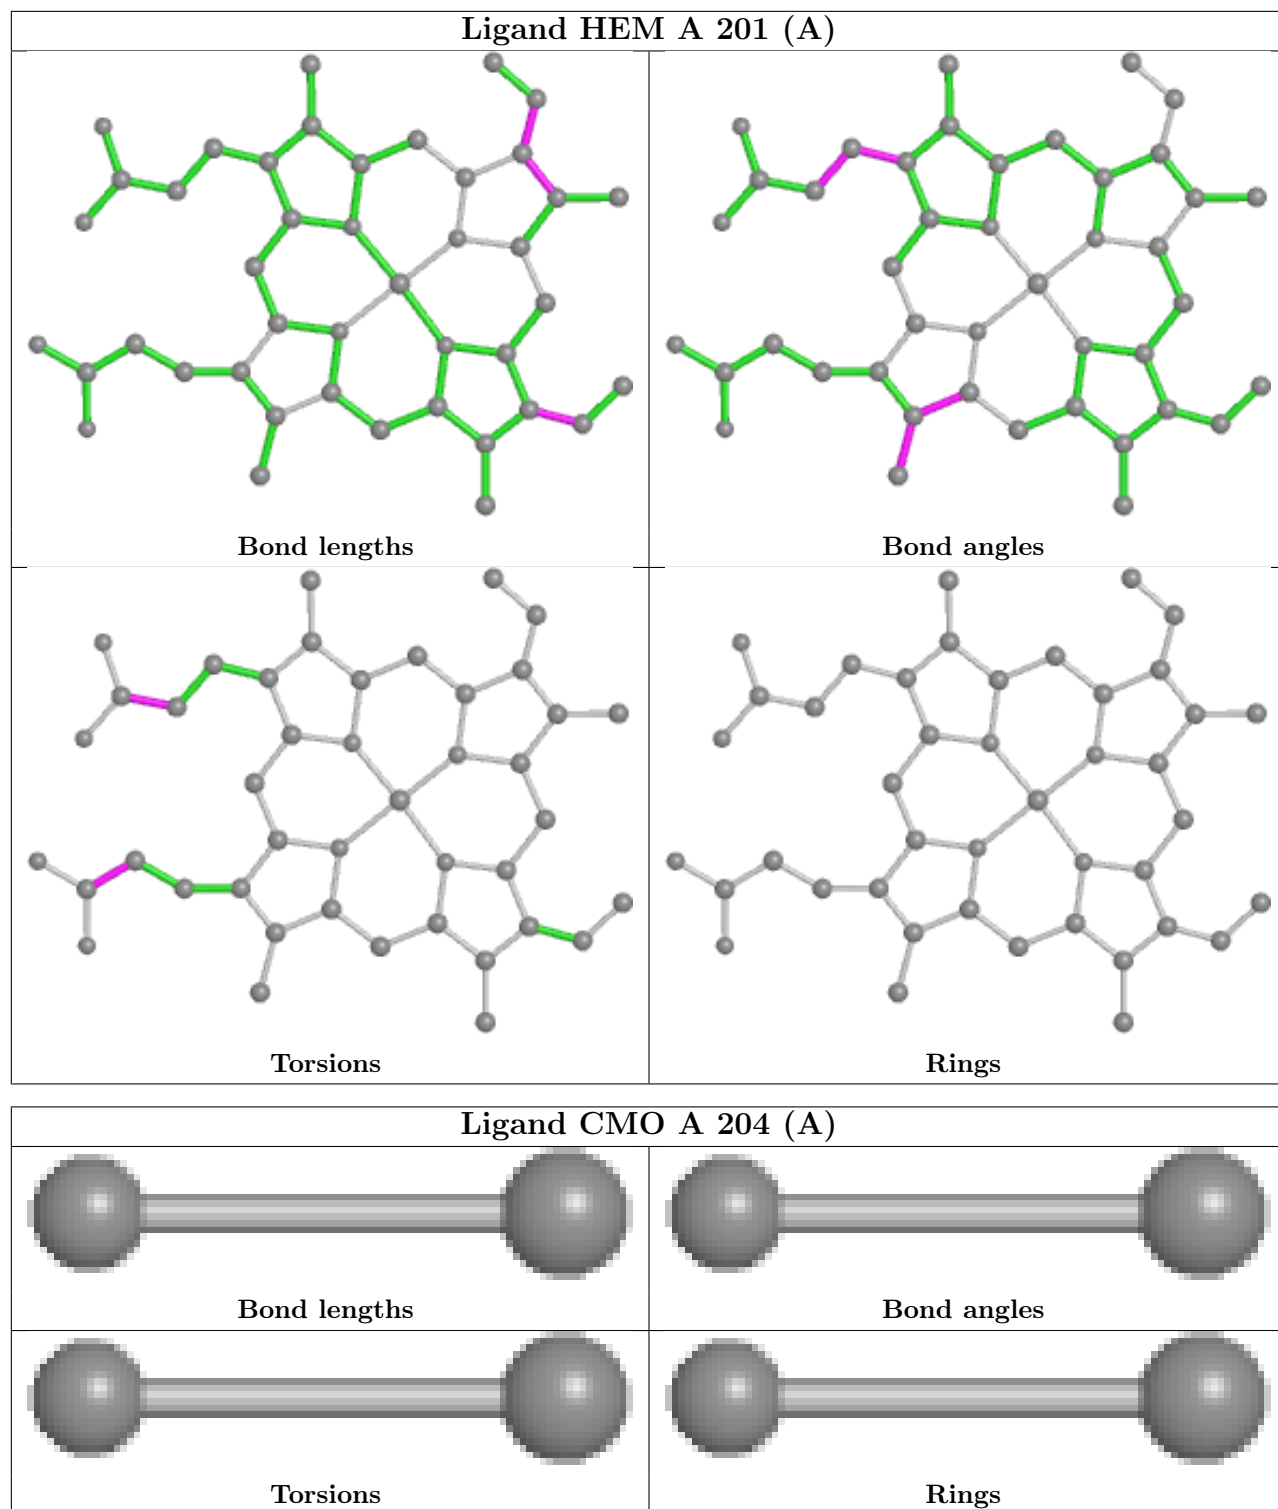 Ligand HEM A 201 (A)
Bond lengths
Bond angles
Torsions
Rings
Ligand CMO A 204 (A)
Bond lengths
Bond angles
Torsions
Rings